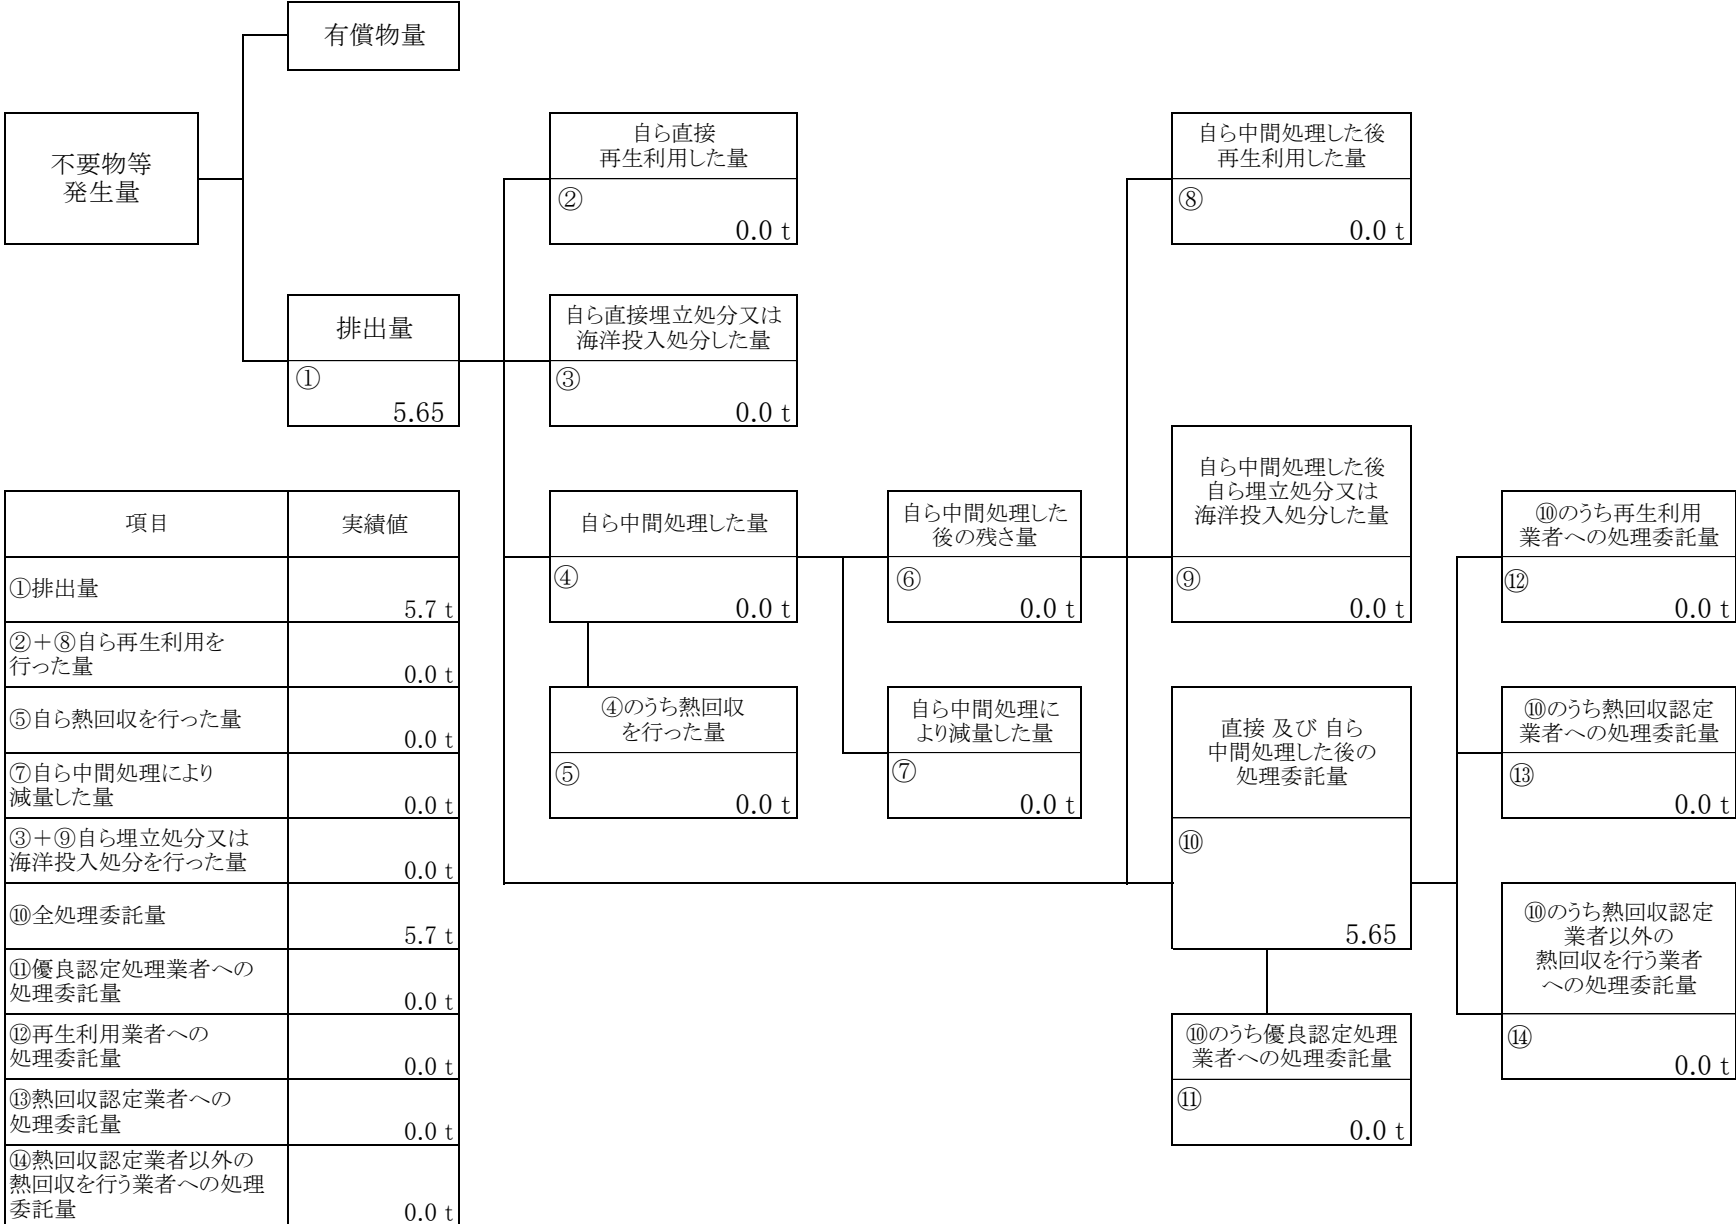 有償物量
不要物等
発生量
自ら直接
再生利用した量
②
0.0 t
自ら中間処理した後
再生利用した量
⑧
0.0 t
排出量
①
5.65
自ら直接埋立処分又は
海洋投入処分した量
③
0.0 t
自ら中間処理した量
④
0.0 t
自ら中間処理した
後の残さ量
⑥
0.0 t
自ら中間処理した後
自ら埋立処分又は
海洋投入処分した量
⑨
0.0 t
⑩のうち再生利用
業者への処理委託量
⑫
0.0 t
④のうち熱回収
を行った量
⑤
0.0 t
自ら中間処理に
より減量した量
⑦
0.0 t
直接 及び 自ら
中間処理した後の
処理委託量
⑩
5.65
⑩のうち熱回収認定
業者への処理委託量
⑬
0.0 t
⑩のうち熱回収認定
業者以外の
熱回収を行う業者
への処理委託量
⑭
0.0 t
⑩のうち優良認定処理
業者への処理委託量
⑪
0.0 t
項目 実績値
①排出量
5.7 t
②＋⑧自ら再生利用を
行った量
0.0 t
⑤自ら熱回収を行った量
0.0 t
⑦自ら中間処理により
減量した量
0.0 t
③＋⑨自ら埋立処分又は
海洋投入処分を行った量
0.0 t
⑩全処理委託量
5.7 t
⑪優良認定処理業者への
処理委託量
0.0 t
⑫再生利用業者への
処理委託量
0.0 t
⑬熱回収認定業者への
処理委託量
0.0 t
⑭熱回収認定業者以外の
熱回収を行う業者への処理
委託量
0.0 t